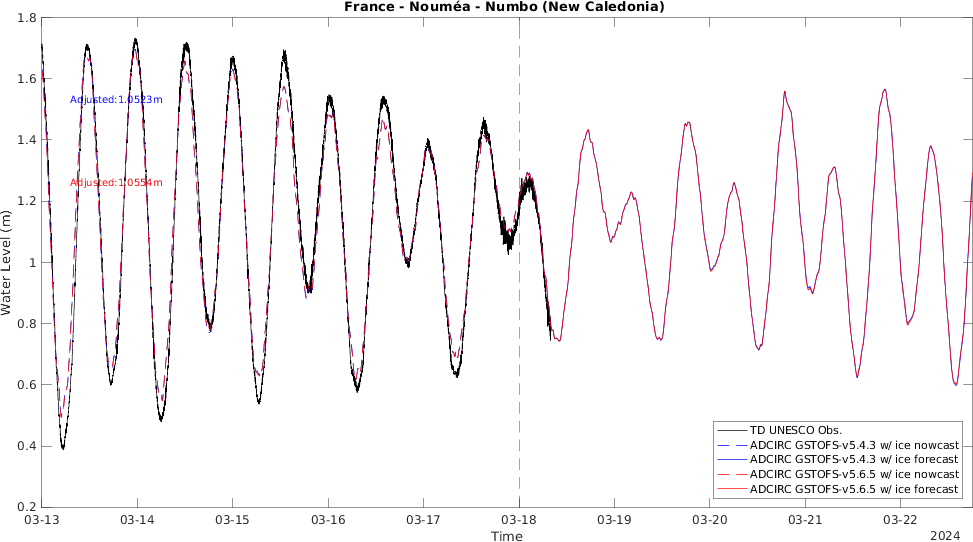 France - Nouméa - Numbo (New Caledonia)
1.8
1.6
1.4
1.2
1
0.8
0.6
0.4
0.2
Water Level (m)
Adjusted:1.0523m
Adjusted:1.0554m
TD UNESCO Obs.
ADCIRC GSTOFS-v5.4.3 w/ ice nowcast
ADCIRC GSTOFS-v5.4.3 w/ ice forecast
ADCIRC GSTOFS-v5.6.5 w/ ice nowcast
ADCIRC GSTOFS-v5.6.5 w/ ice forecast
03-13 03-14 03-15 03-16 03-17 03-18 03-19 03-20 03-21 03-22
Time
2024